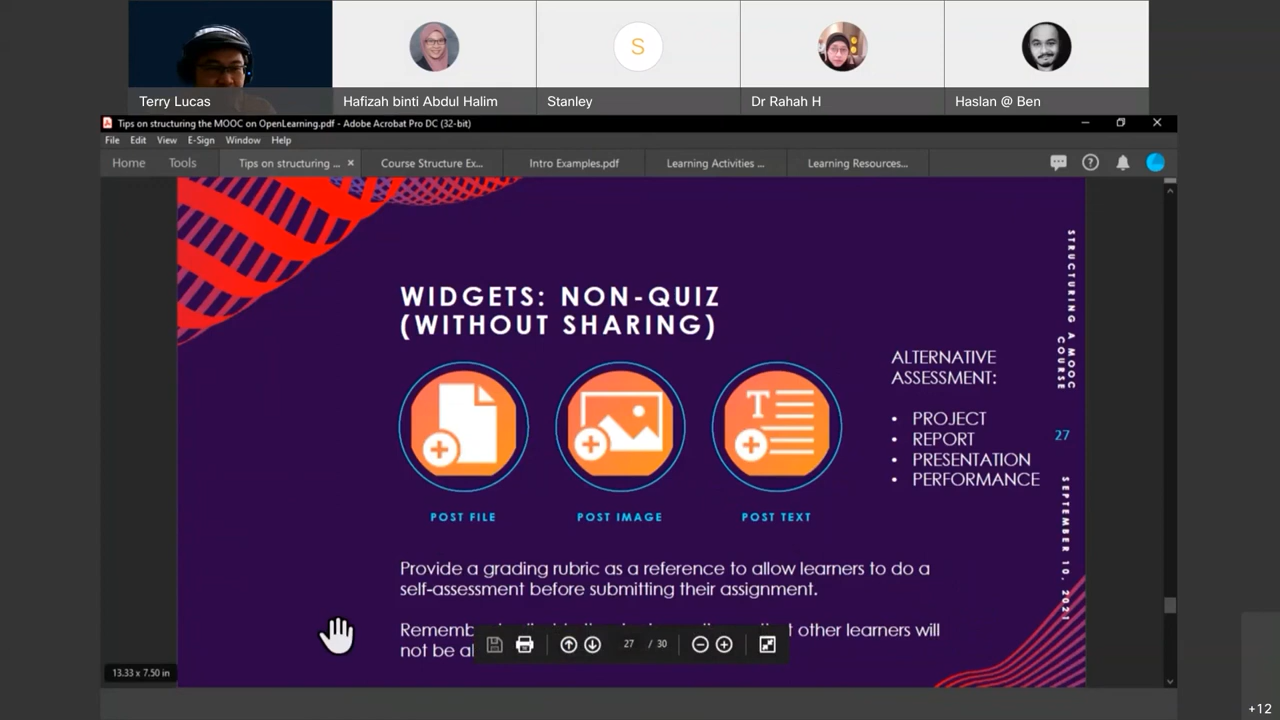 S
Terry Lucas
Hafizah binti Abdul Halim
Stanley
Dr Rahah H
Haslan @ Ben
Tips on structuring the MOOC on OpenLearning.pdf - Adobe Acrobat Pro DC (32-bit)
File Edit View E-Sign Window Help
Home Tools Tips on structuring ... × Course Structure Ex... Intro Examples.pdf Learning Activities ... Learning Resources...
WIDGETS: NON-QUIZ
(WITHOUT SHARING)
POST FILE
POST IMAGE
T
POST TEXT
ALTERNATIVE
ASSESSMENT:
• PROJECT
• REPORT
• PRESENTATION
• PERFORMANCE
STRUCTURING A MOOC
COURSE
27
SEPTEMBER 10, 2021
Provide a grading rubric as a reference to allow learners to do a
self-assessment before submitting their assignment.
other learners will
not be
27 / 30
13.33 x 7.50 in
+12